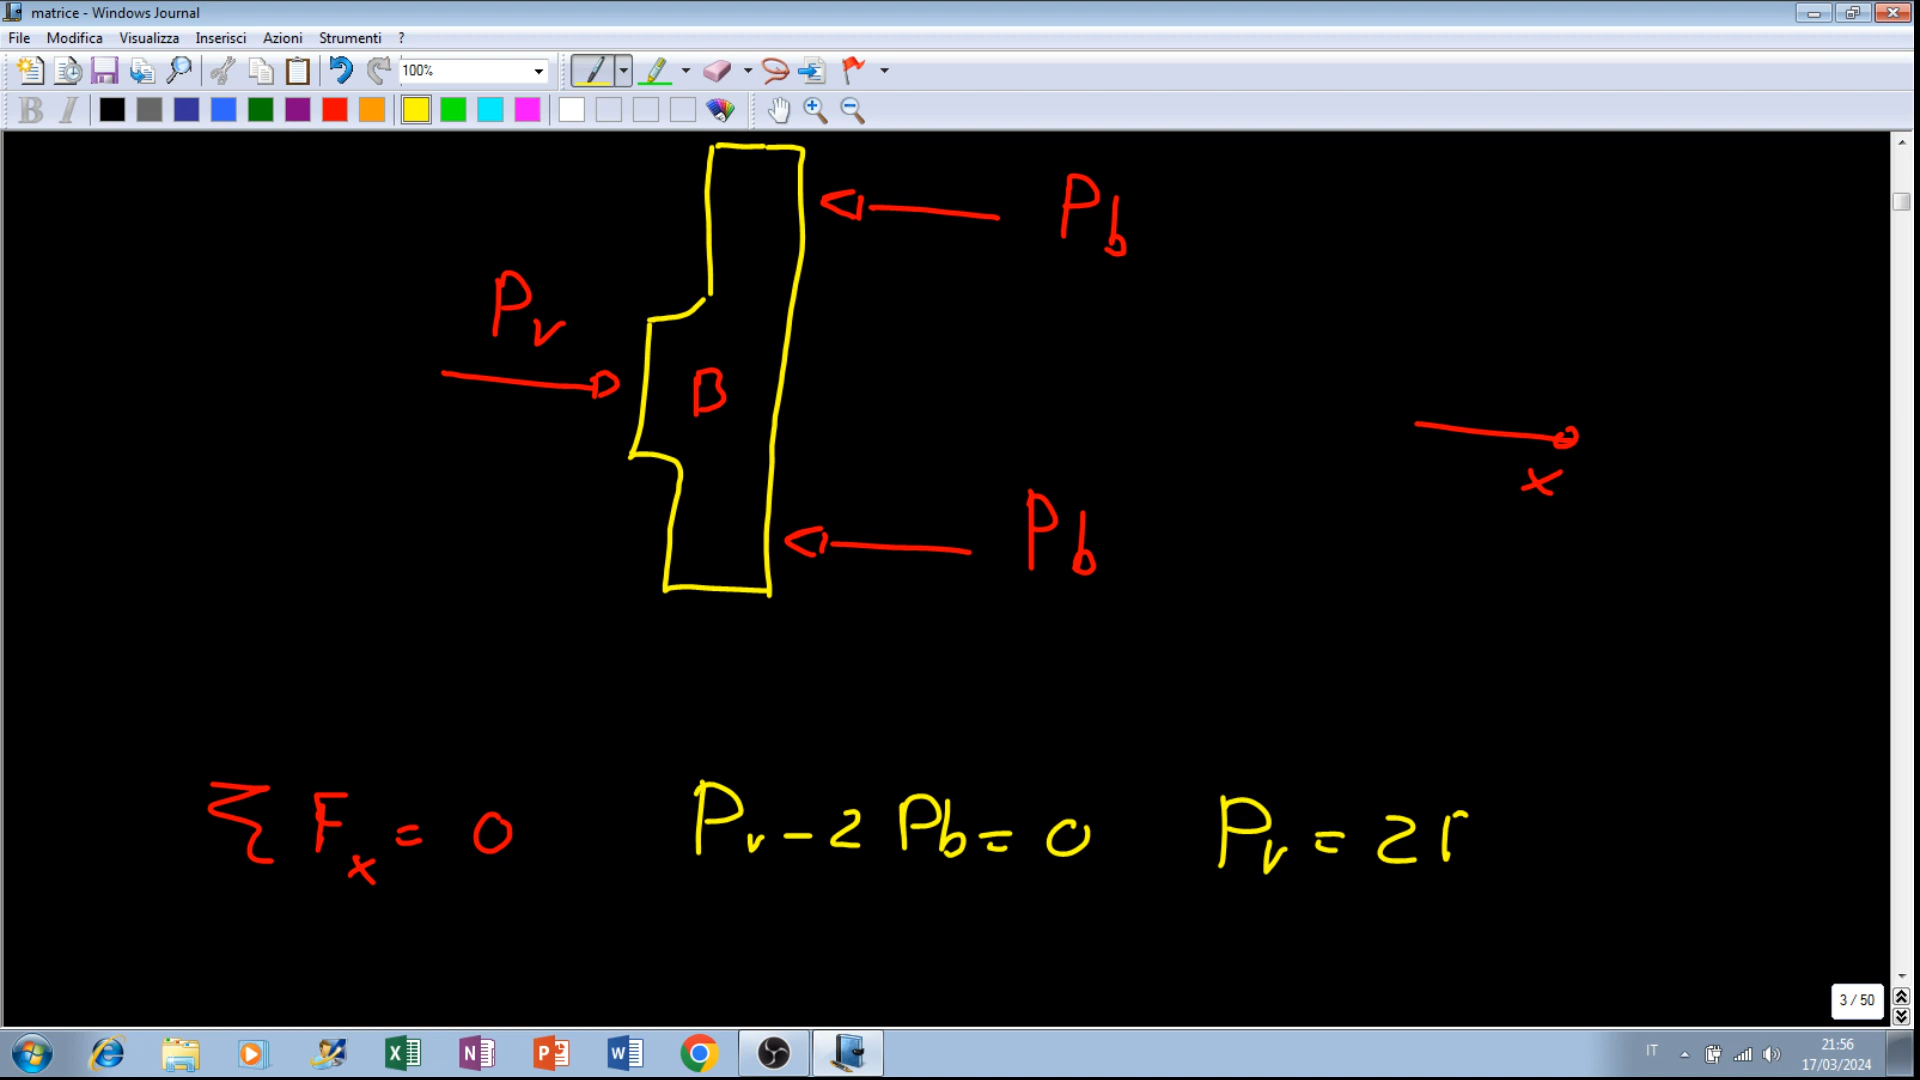 matrice - Windows Journal
File Modifica Visualizza Inserisci Azioni Strumenti ?
100%
B I
Pb
Pv
B
x
Pb
Σ Fx = 0 Pv - 2 Pb = 0 Pv = 2
3 / 50
IT 21:56
17/03/2024